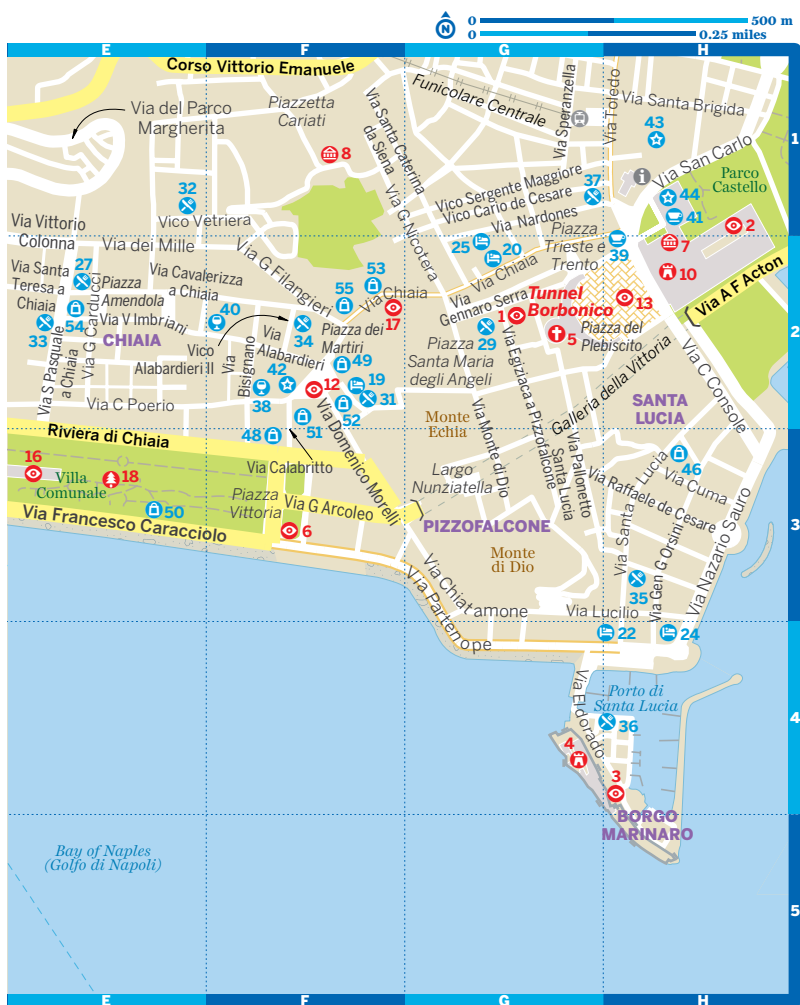 N
0 500 m
0 0.25 miles
E F G H
Corso Vittorio Emanuele
Via del Parco
Margherita
Piazzetta
Cariati
8
Via Santa Caterina
da Siena
Funicolare Centrale
Via Speranzella
Via Toledo
Via Santa Brigida
43
1
Via San Carlo
Parco
Castello
32
Vico Vetriera
Via G Nicotera
Vico Sergente Maggiore
Vico Cario de Cesare
37
Via Nardones
44
41
2
Via Vittorio
Colonna
Via dei Mille
25
20
Piazza
Trieste e
Trento
39
7
10
Via Santa
Teresa a
Chiaia
27
Piazza
Amendola
Via Cavalerizza
a Chiaia
Via G Filangieri
53
55
Via Chiaia
Via Chiaia
Via A F Acton
54
Via G Carducci
Via V Imbriani
40
17
Via
Gennaro Serra
1
Tunnel
Borbonico
13
33
CHIAIA
34
Via
Alabardieri
Piazza dei
Martiri
29
5
Piazza del
Plebiscito
2
Vico
Alabardieri II
Via
Bisignano
49
Piazza
Santa Maria
degli Angeli
Via Egiziaca a Pizzofalcone
Galleria della Vittoria
Via C Console
Via S Pasquale
a Chiaia
42
38
12
19
31
52
SANTA
LUCIA
Via C Poerio
51
Monte
Echia
Riviera di Chiaia
48
Via Domenico Morelli
Via Monte di Dio
Via Pallonetto
Santa Lucia
46
16
Villa
Comunale
18
Via Calabritto
Largo
Nunziatella
Via Cuma
Via Raffaele de Cesare
50
Piazza
Vittoria
Via G Arcoleo
Via Santa Lucia
Via Francesco Caracciolo
6
PIZZOFALCONE
3
Monte
di Dio
Via Gen G Orsini
Via Nazario Sauro
Via Chiatamone
35
Via Partenope
Via Lucilio
22
24
Via Eldorado
Porto di
Santa Lucia
36
4
4
3
BORGO
MARINARO
Bay of Naples
(Golfo di Napoli)
5
E F G H